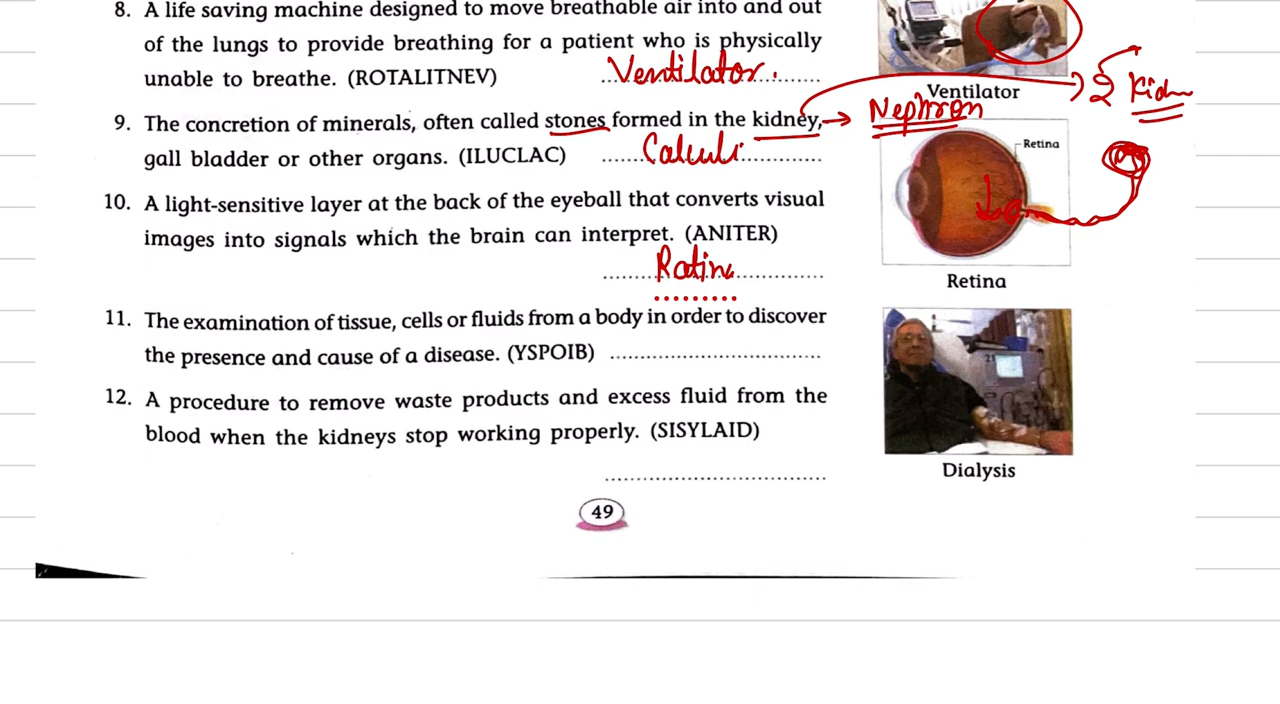 8. A life saving machine designed to move breathable air into and out
of the lungs to provide breathing for a patient who is physically
unable to breathe. (ROTALITNEV) ...Ventilator...
Ventilator
2 Kidn
9. The concretion of minerals, often called stones formed in the kidney, → Nephron
gall bladder or other organs. (ILUCLAC) ......Calculi............
Retina
10. A light-sensitive layer at the back of the eyeball that converts visual
images into signals which the brain can interpret. (ANITER)
.........Ratina...............
Retina
11. The examination of tissue, cells or fluids from a body in order to discover
the presence and cause of a disease. (YSPOIB) ....................................
12. A procedure to remove waste products and excess fluid from the
blood when the kidneys stop working properly. (SISYLAID)
......................................
Dialysis
49